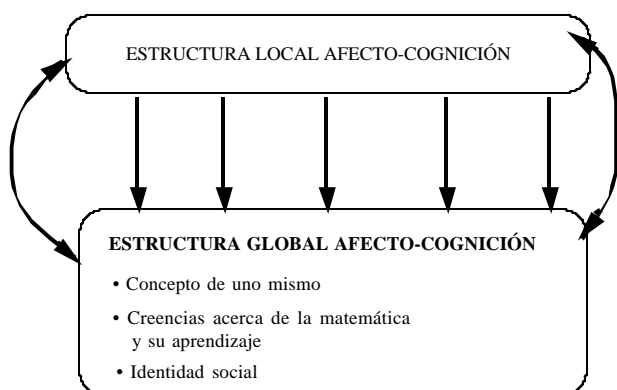 ESTRUCTURA LOCAL AFECTO-COGNICIÓN
ESTRUCTURA GLOBAL AFECTO-COGNICIÓN
• Concepto de uno mismo
• Creencias acerca de la matemática
y su aprendizaje
• Identidad social